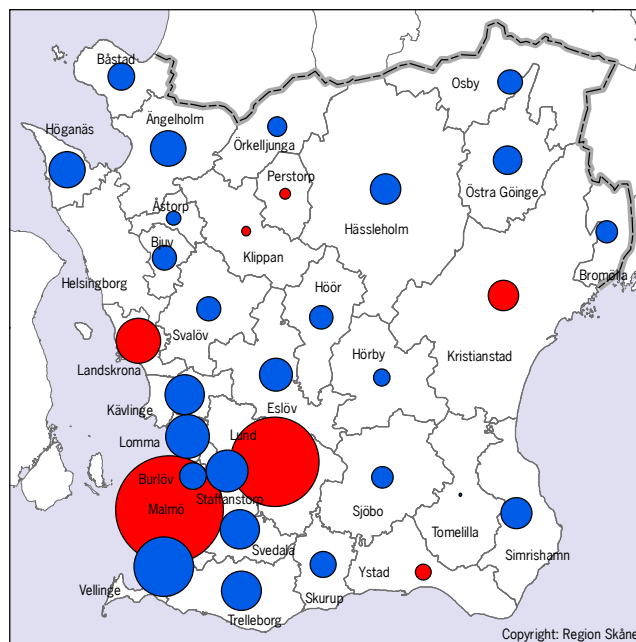 Båstad
Osby
Höganäs
Ängelholm
Örkelljunga
Perstorp
Östra Göinge
Åstorp
Hässleholm
Klippan
Bjuv
Bromölla
Helsingborg
Höör
Svalöv
Kristianstad
Hörby
Landskrona
Kävlinge
Eslöv
Lomma
Lund
Burlöv
Staffanstorp
Malmö
Sjöbo
Tomelilla
Svedala
Simrishamn
Ystad
Vellinge
Skurup
Trelleborg
Copyright: Region Skåne